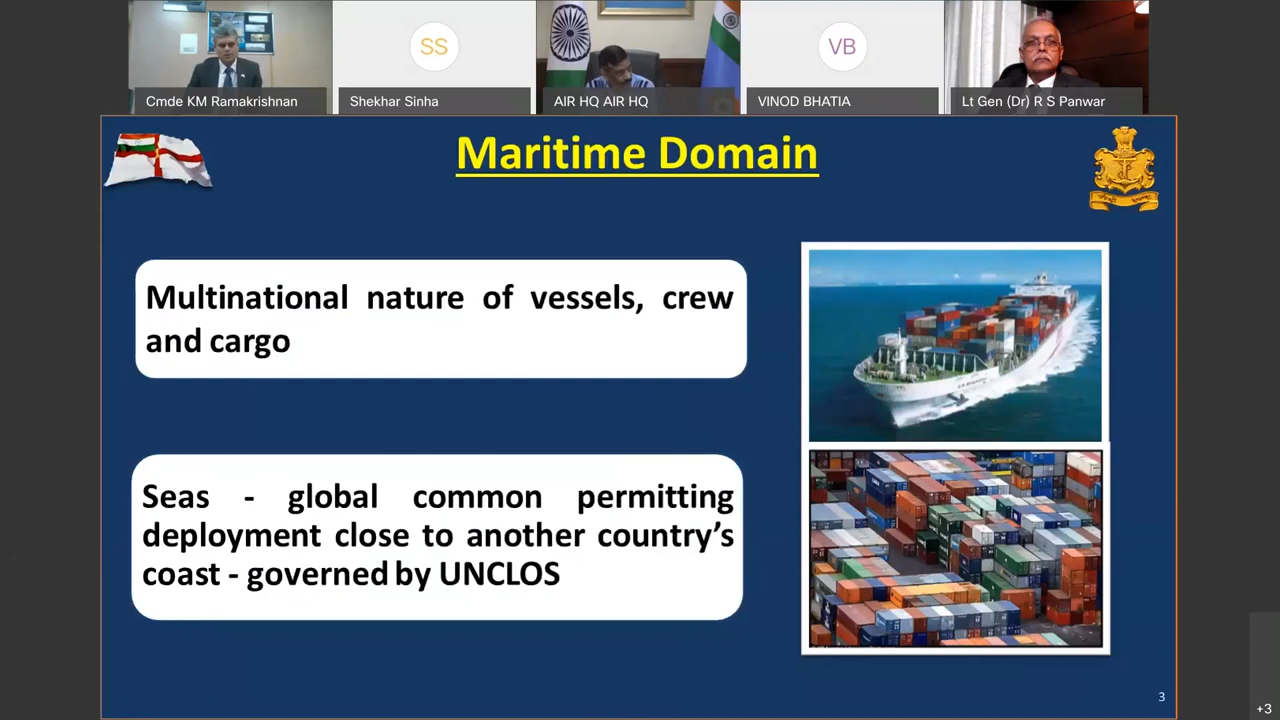 SS
VB
Cmde KM Ramakrishnan
Shekhar Sinha
AIR HQ AIR HQ
VINOD BHATIA
Lt Gen (Dr) R S Panwar
Maritime Domain
Multinational nature of vessels, crew
and cargo
Seas - global common permitting
deployment close to another country’s
coast - governed by UNCLOS
3
+3